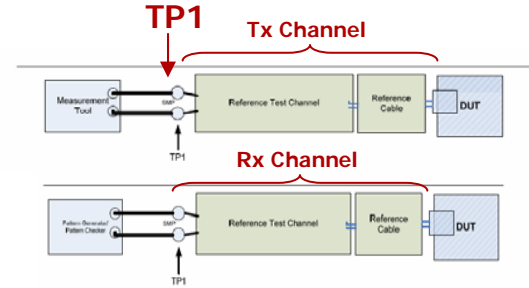 TP1
Tx Channel
Measurement
Tool
SMP
Reference Test Channel
Reference
Cable
DUT
TP1
Rx Channel
Pattern Generator/
Pattern Checker
SMP
Reference Test Channel
Reference
Cable
DUT
TP1